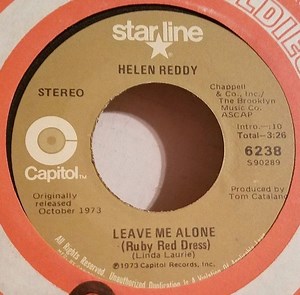 starline
HELEN REDDY
STEREO
Chappell
& Co., Inc./
The Brooklyn
Music Co.
ASCAP
Intro.—:10
Total—3:26
6238
S90289
Capitol
Originally
released
October 1973
Produced by
Tom Catalano
LEAVE ME ALONE
(Ruby Red Dress)
(Linda Laurie)
℗1973 Capitol Records, Inc.
All Rights Reserved. Unauthorized Duplication Is A Violation Of